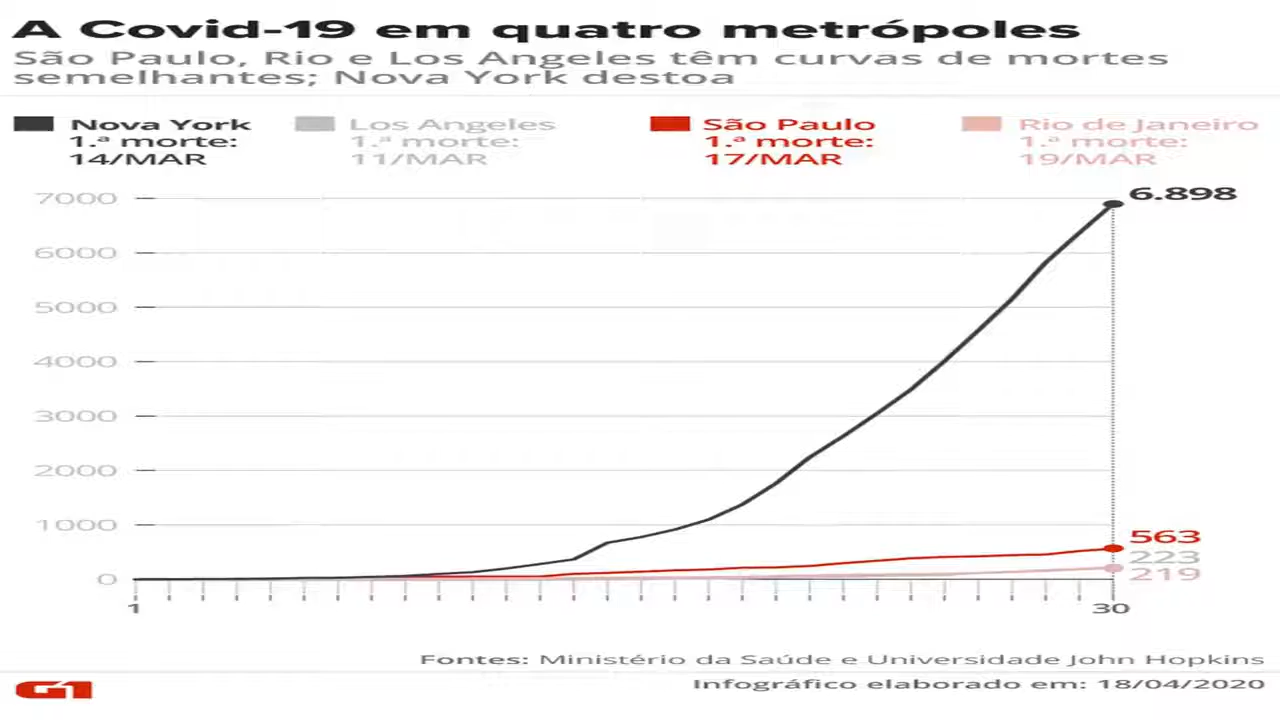 A Covid-19 em quatro metrópoles
São Paulo, Rio e Los Angeles têm curvas de mortes
semelhantes; Nova York destoa
Nova York
1.ª morte:
14/MAR
Los Angeles
1.ª morte:
11/MAR
São Paulo
1.ª morte:
17/MAR
Rio de Janeiro
1.ª morte:
19/MAR
7000
6000
5000
4000
3000
2000
1000
0
6.898
563
223
219
1
30
Fontes: Ministério da Saúde e Universidade John Hopkins
G1
Infográfico elaborado em: 18/04/2020